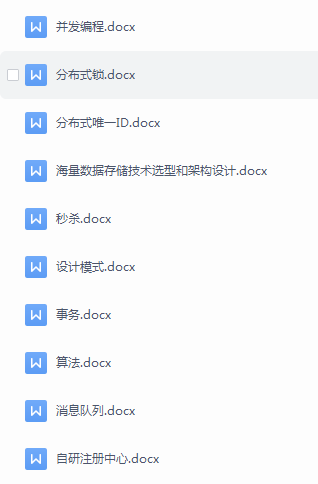 并发编程.docx
分布式锁.docx
分布式唯一ID.docx
海量数据存储技术选型和架构设计.docx
秒杀.docx
设计模式.docx
事务.docx
算法.docx
消息队列.docx
自研注册中心.docx